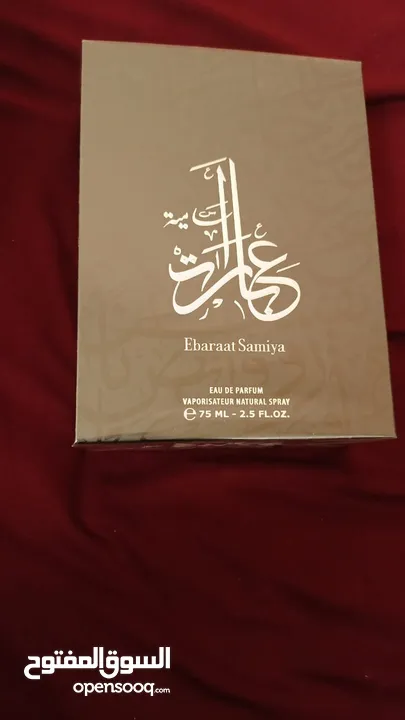 عبارات سامية
Ebaraat Samiya
EAU DE PARFUM
VAPORISATEUR NATURAL SPRAY
℮ 75 ML - 2.5 FL.OZ.
السوق المفتوح
opensooq.com